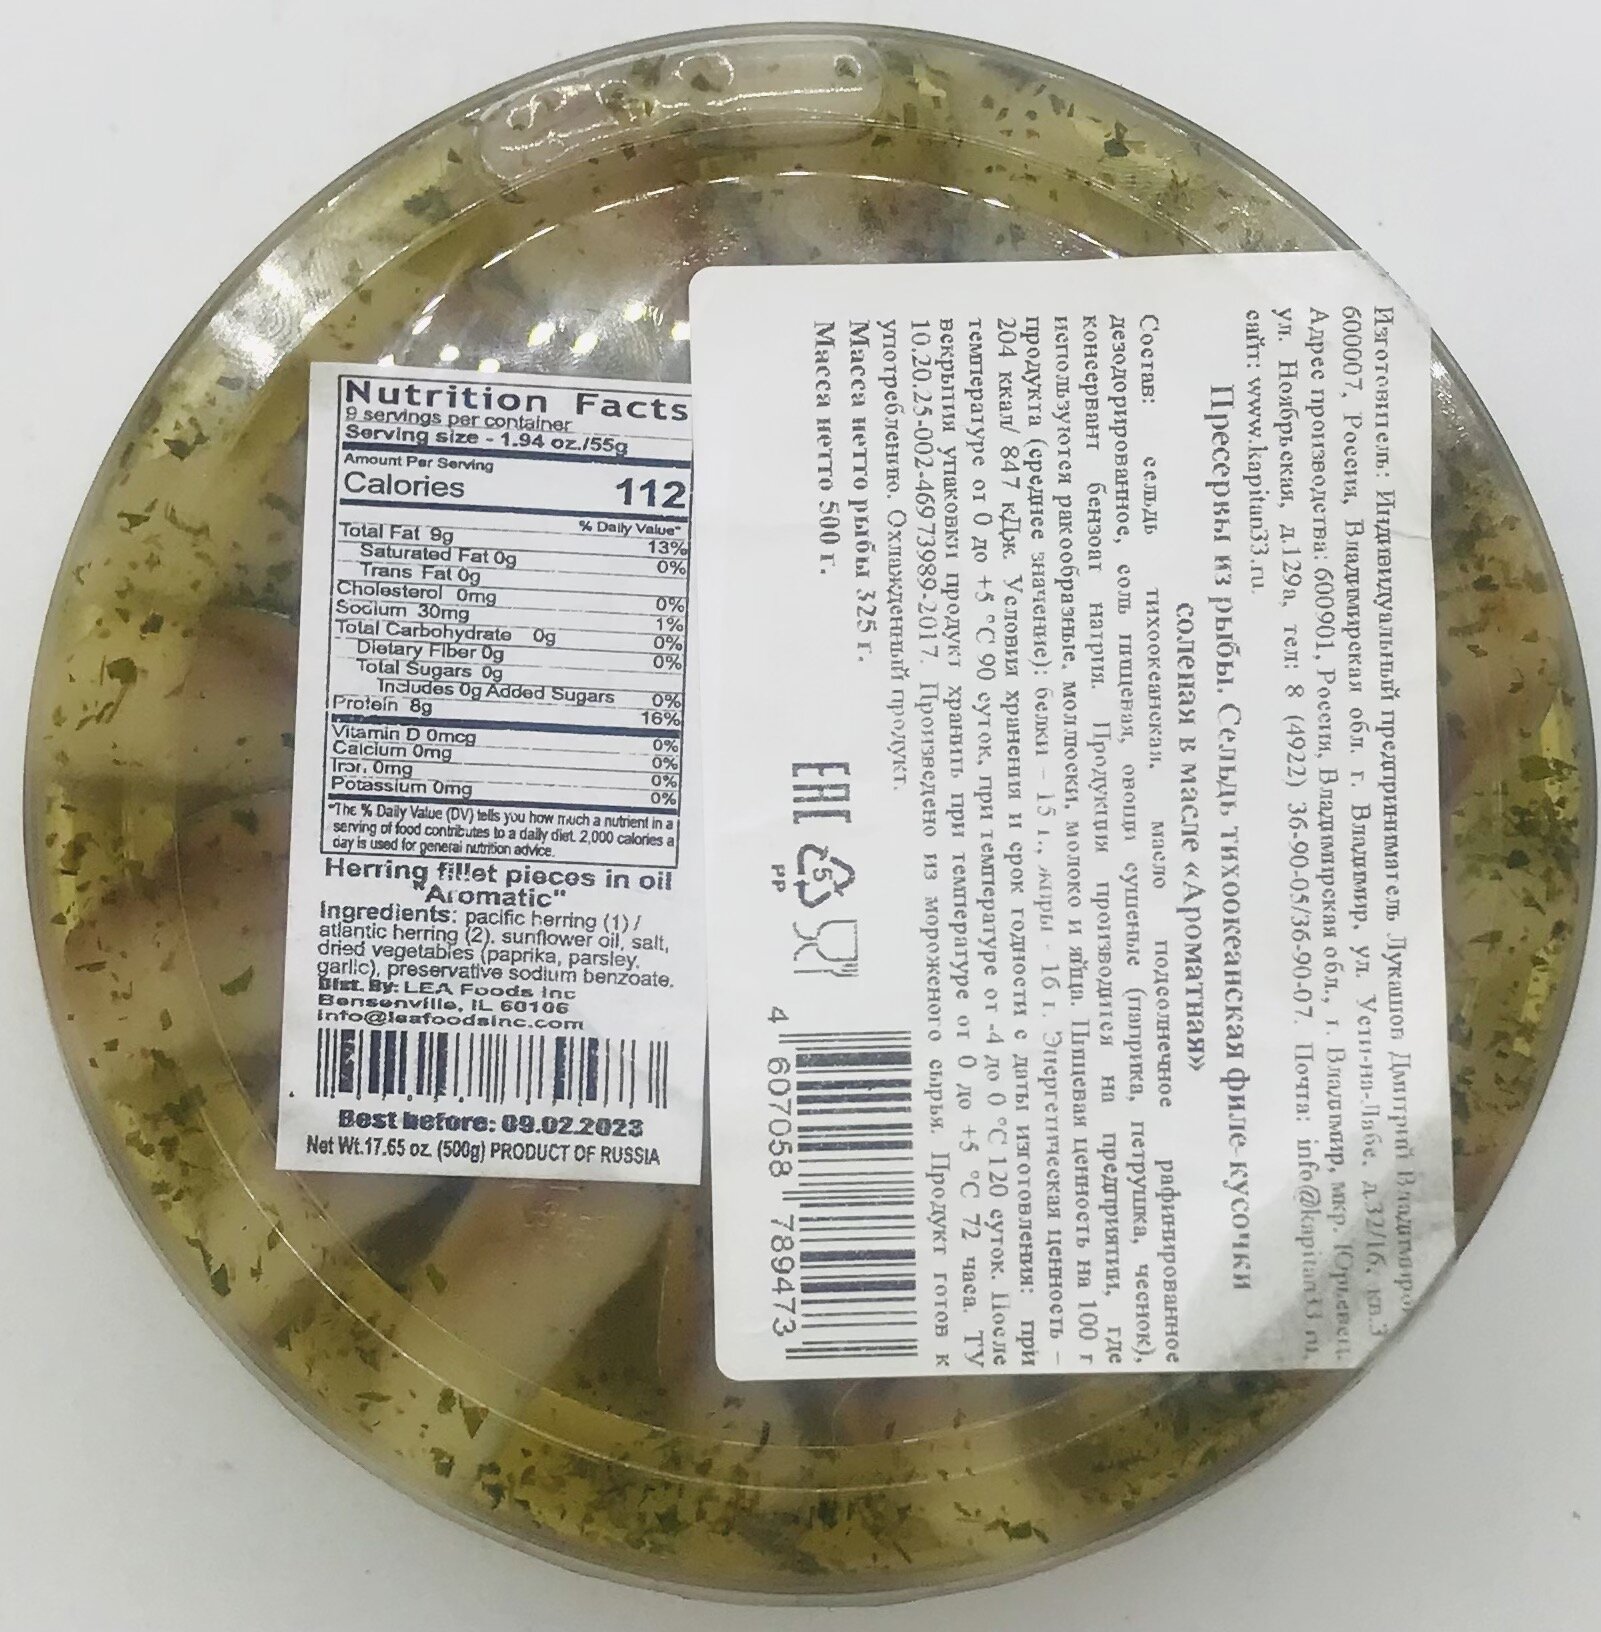 Nutrition Facts
9 servings per container
Serving size - 1.94 oz./55g
Amount Per Serving
Calories 112
% Daily Value*
Total Fat 9g 13%
Saturated Fat 0g 0%
Trans Fat 0g
Cholesterol 0mg 0%
Sodium 30mg 1%
Total Carbohydrate 0g 0%
Dietary Fiber 0g 0%
Total Sugars 0g
Includes 0g Added Sugars 0%
Protein 8g 16%
Vitamin D 0mcg 0%
Calcium 0mg 0%
Iron 0mg 0%
Potassium 0mg 0%
*The % Daily Value (DV) tells you how much a nutrient in a
serving of food contributes to a daily diet. 2,000 calories a
day is used for general nutrition advice.
Herring fillet pieces in oil
"Aromatic"
Ingredients: pacific herring (1) /
atlantic herring (2), sunflower oil, salt,
dried vegetables (paprika, parsley,
garlic), preservative sodium benzoate.
Dist. By: LEA Foods Inc
Bensenville, IL 60106
info@leafoodsinc.com
Best before: 09.02.2023
Net Wt.17.65 oz. (500g) PRODUCT OF RUSSIA
Изготовитель: Индивидуальный предприниматель Лукашов Дмитрий
600007, Россия, Владимирская обл. г. Владимир, ул. Усти-на-Лабе, д.32/16, кв.3
Адрес производства: 600901, Россия, Владимирская обл., г. Владимир, мкр. Юрьевец,
ул. Ноябрьская, д.129а, тел: 8 (4922) 36-90-05/36-90-07. Почта: info@kapitan33.ru,
сайт: www.kapitan33.ru.
Пресервы из рыбы. Сельдь тихоокеанская филе-кусочки
соленая в масле «Ароматная»
Состав: сельдь тихоокеанская, масло подсолнечное рафинированное
дезодорированное, соль пищевая, овощи сушеные (паприка, петрушка, чеснок),
консервант бензоат натрия. Продукция производится на предприятии, где
используются ракообразные, моллюски, молоко и яйца. Пищевая ценность на 100 г
продукта (среднее значение): белки – 15 г, жиры - 16 г. Энергетическая ценность –
204 ккал/ 847 кДж. Условия хранения и срок годности с даты изготовления: при
температуре от 0 до +5 °С 90 суток, при температуре от -4 до 0 °С 120 суток. После
вскрытия упаковки продукт хранить при температуре от 0 до +5 °С 72 часа. ТУ
10.20.25-002-46973989-2017. Произведено из мороженого сырья. Продукт готов к
употреблению. Охлажденный продукт.
Масса нетто рыбы 325 г.
Масса нетто 500 г.
EAC
5
PP
4 607058 789473